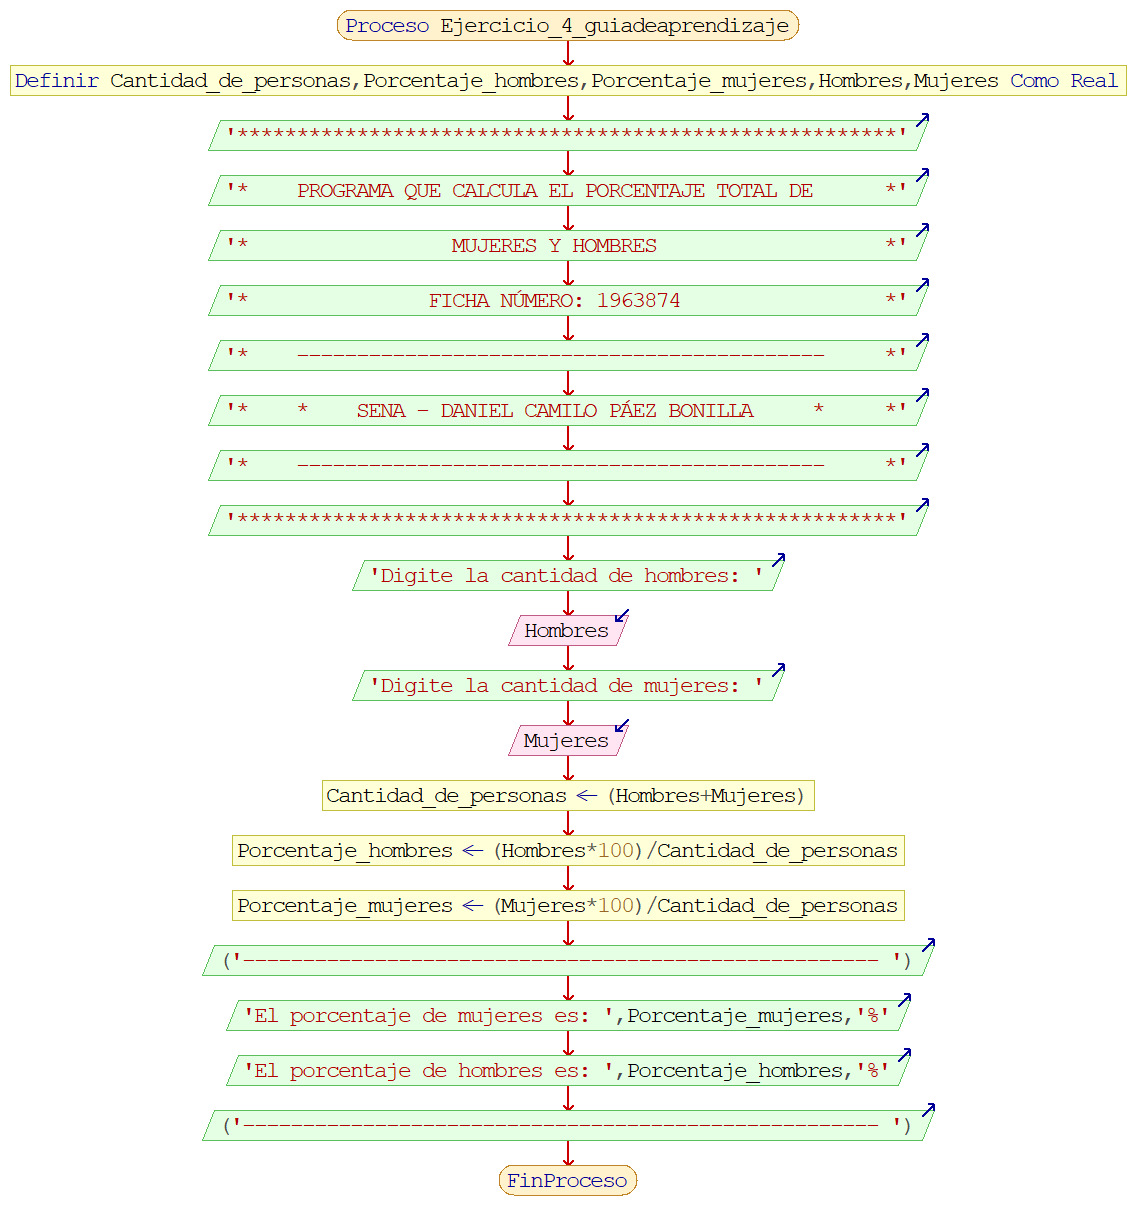 Proceso Ejercicio_4_guiadeaprendizaje
Definir Cantidad_de_personas,Porcentaje_hombres,Porcentaje_mujeres,Hombres,Mujeres Como Real
'*******************************************************'
'*    PROGRAMA QUE CALCULA EL PORCENTAJE TOTAL DE      *'
'*                 MUJERES Y HOMBRES                   *'
'*               FICHA NÚMERO: 1963874                 *'
'*    --------------------------------------------     *'
'*    *    SENA - DANIEL CAMILO PÁEZ BONILLA     *     *'
'*    --------------------------------------------     *'
'*******************************************************'
'Digite la cantidad de hombres: '
Hombres
'Digite la cantidad de mujeres: '
Mujeres
Cantidad_de_personas ← (Hombres+Mujeres)
Porcentaje_hombres ← (Hombres*100)/Cantidad_de_personas
Porcentaje_mujeres ← (Mujeres*100)/Cantidad_de_personas
('----------------------------------------------------- ')
'El porcentaje de mujeres es: ',Porcentaje_mujeres,'%'
'El porcentaje de hombres es: ',Porcentaje_hombres,'%'
('----------------------------------------------------- ')
FinProceso